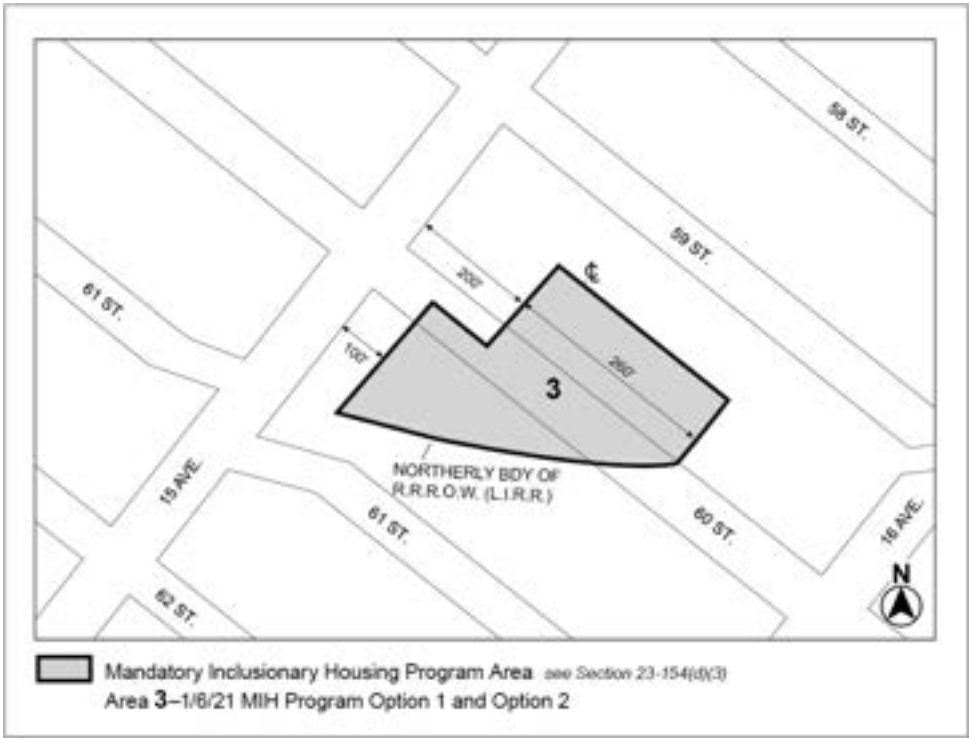 58 ST.
59 ST.
200'
61 ST.
100'
260'
3
NORTHERLY BDY OF
R.R.R.O.W. (L.I.R.R.)
15 AVE.
61 ST.
60 ST.
16 AVE.
62 ST.
N
Mandatory Inclusionary Housing Program Area see Section 23-154(d)(3)
Area 3–1/6/21 MIH Program Option 1 and Option 2